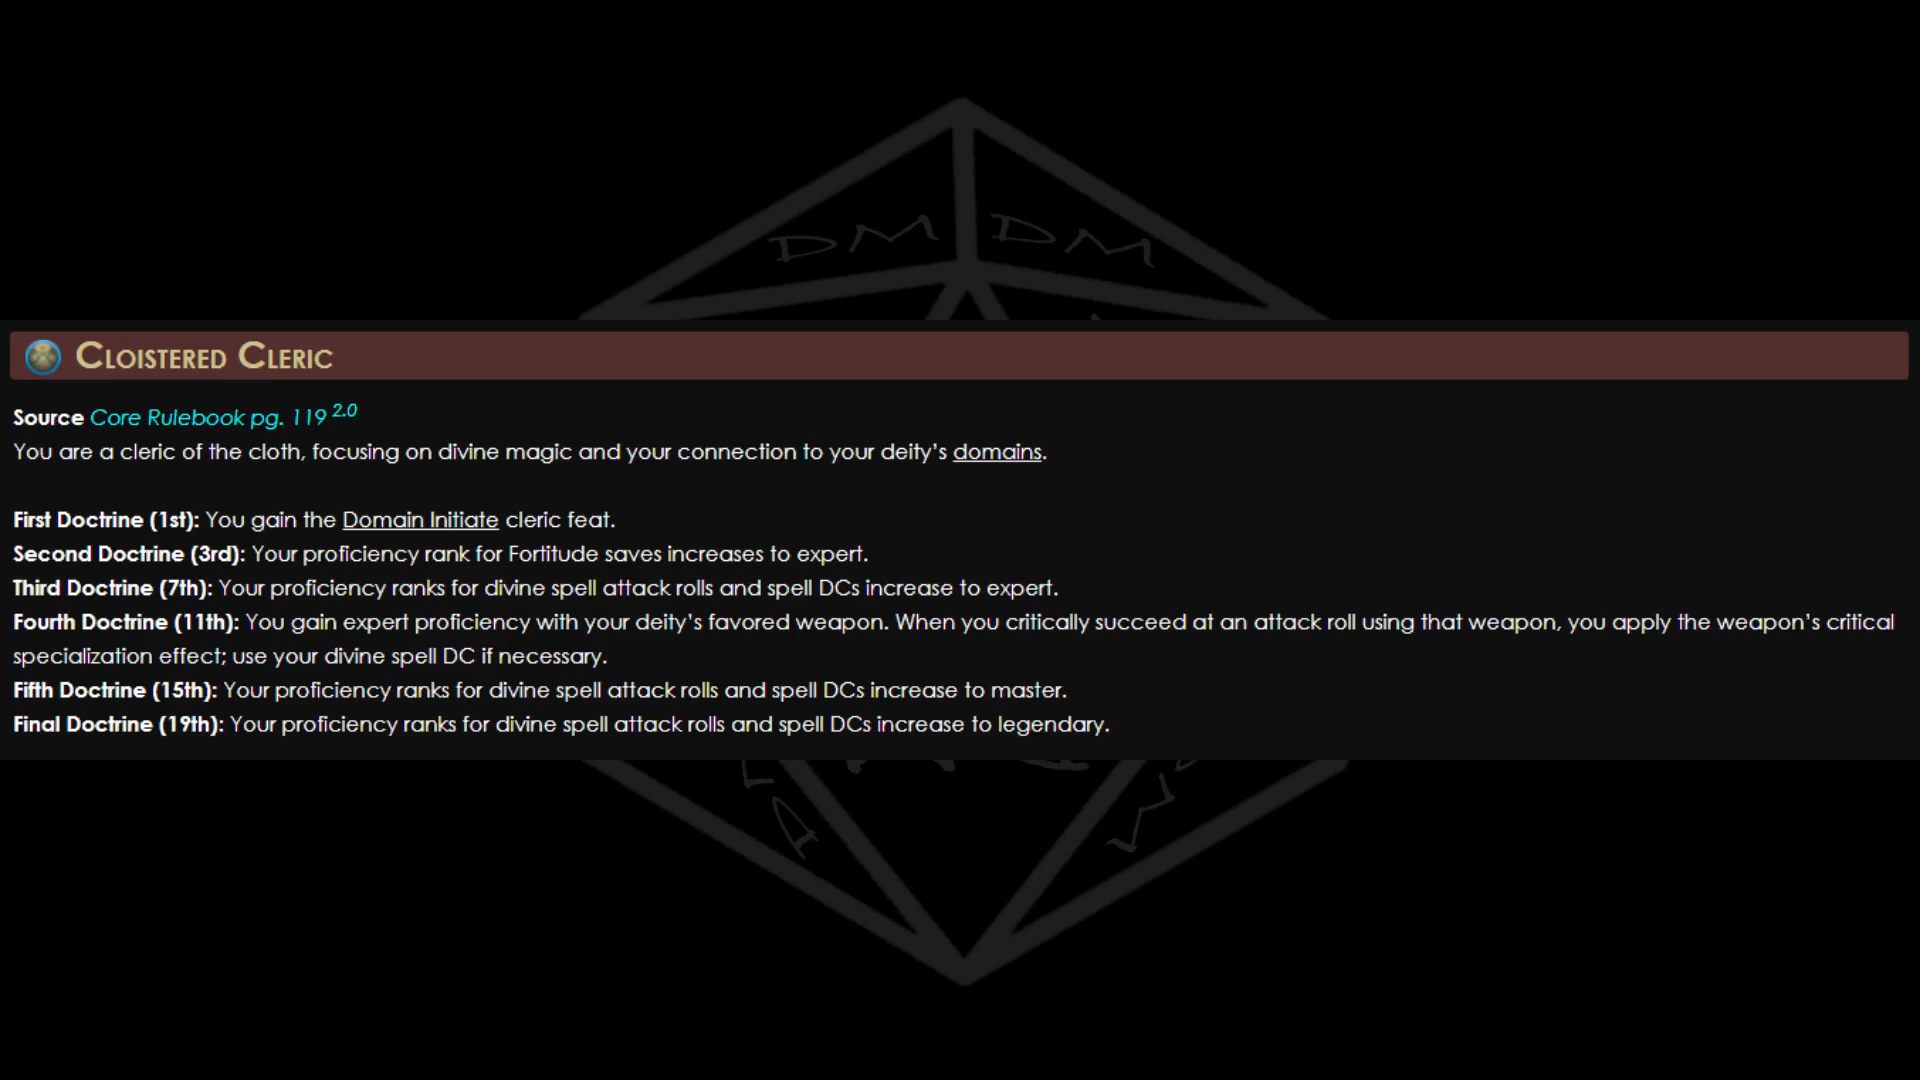 DM DM
Cloistered Cleric
Source Core Rulebook pg. 119 2.0
You are a cleric of the cloth, focusing on divine magic and your connection to your deity’s domains.
First Doctrine (1st): You gain the Domain Initiate cleric feat.
Second Doctrine (3rd): Your proficiency rank for Fortitude saves increases to expert.
Third Doctrine (7th): Your proficiency ranks for divine spell attack rolls and spell DCs increase to expert.
Fourth Doctrine (11th): You gain expert proficiency with your deity’s favored weapon. When you critically succeed at an attack roll using that weapon, you apply the weapon’s critical
specialization effect; use your divine spell DC if necessary.
Fifth Doctrine (15th): Your proficiency ranks for divine spell attack rolls and spell DCs increase to master.
Final Doctrine (19th): Your proficiency ranks for divine spell attack rolls and spell DCs increase to legendary.